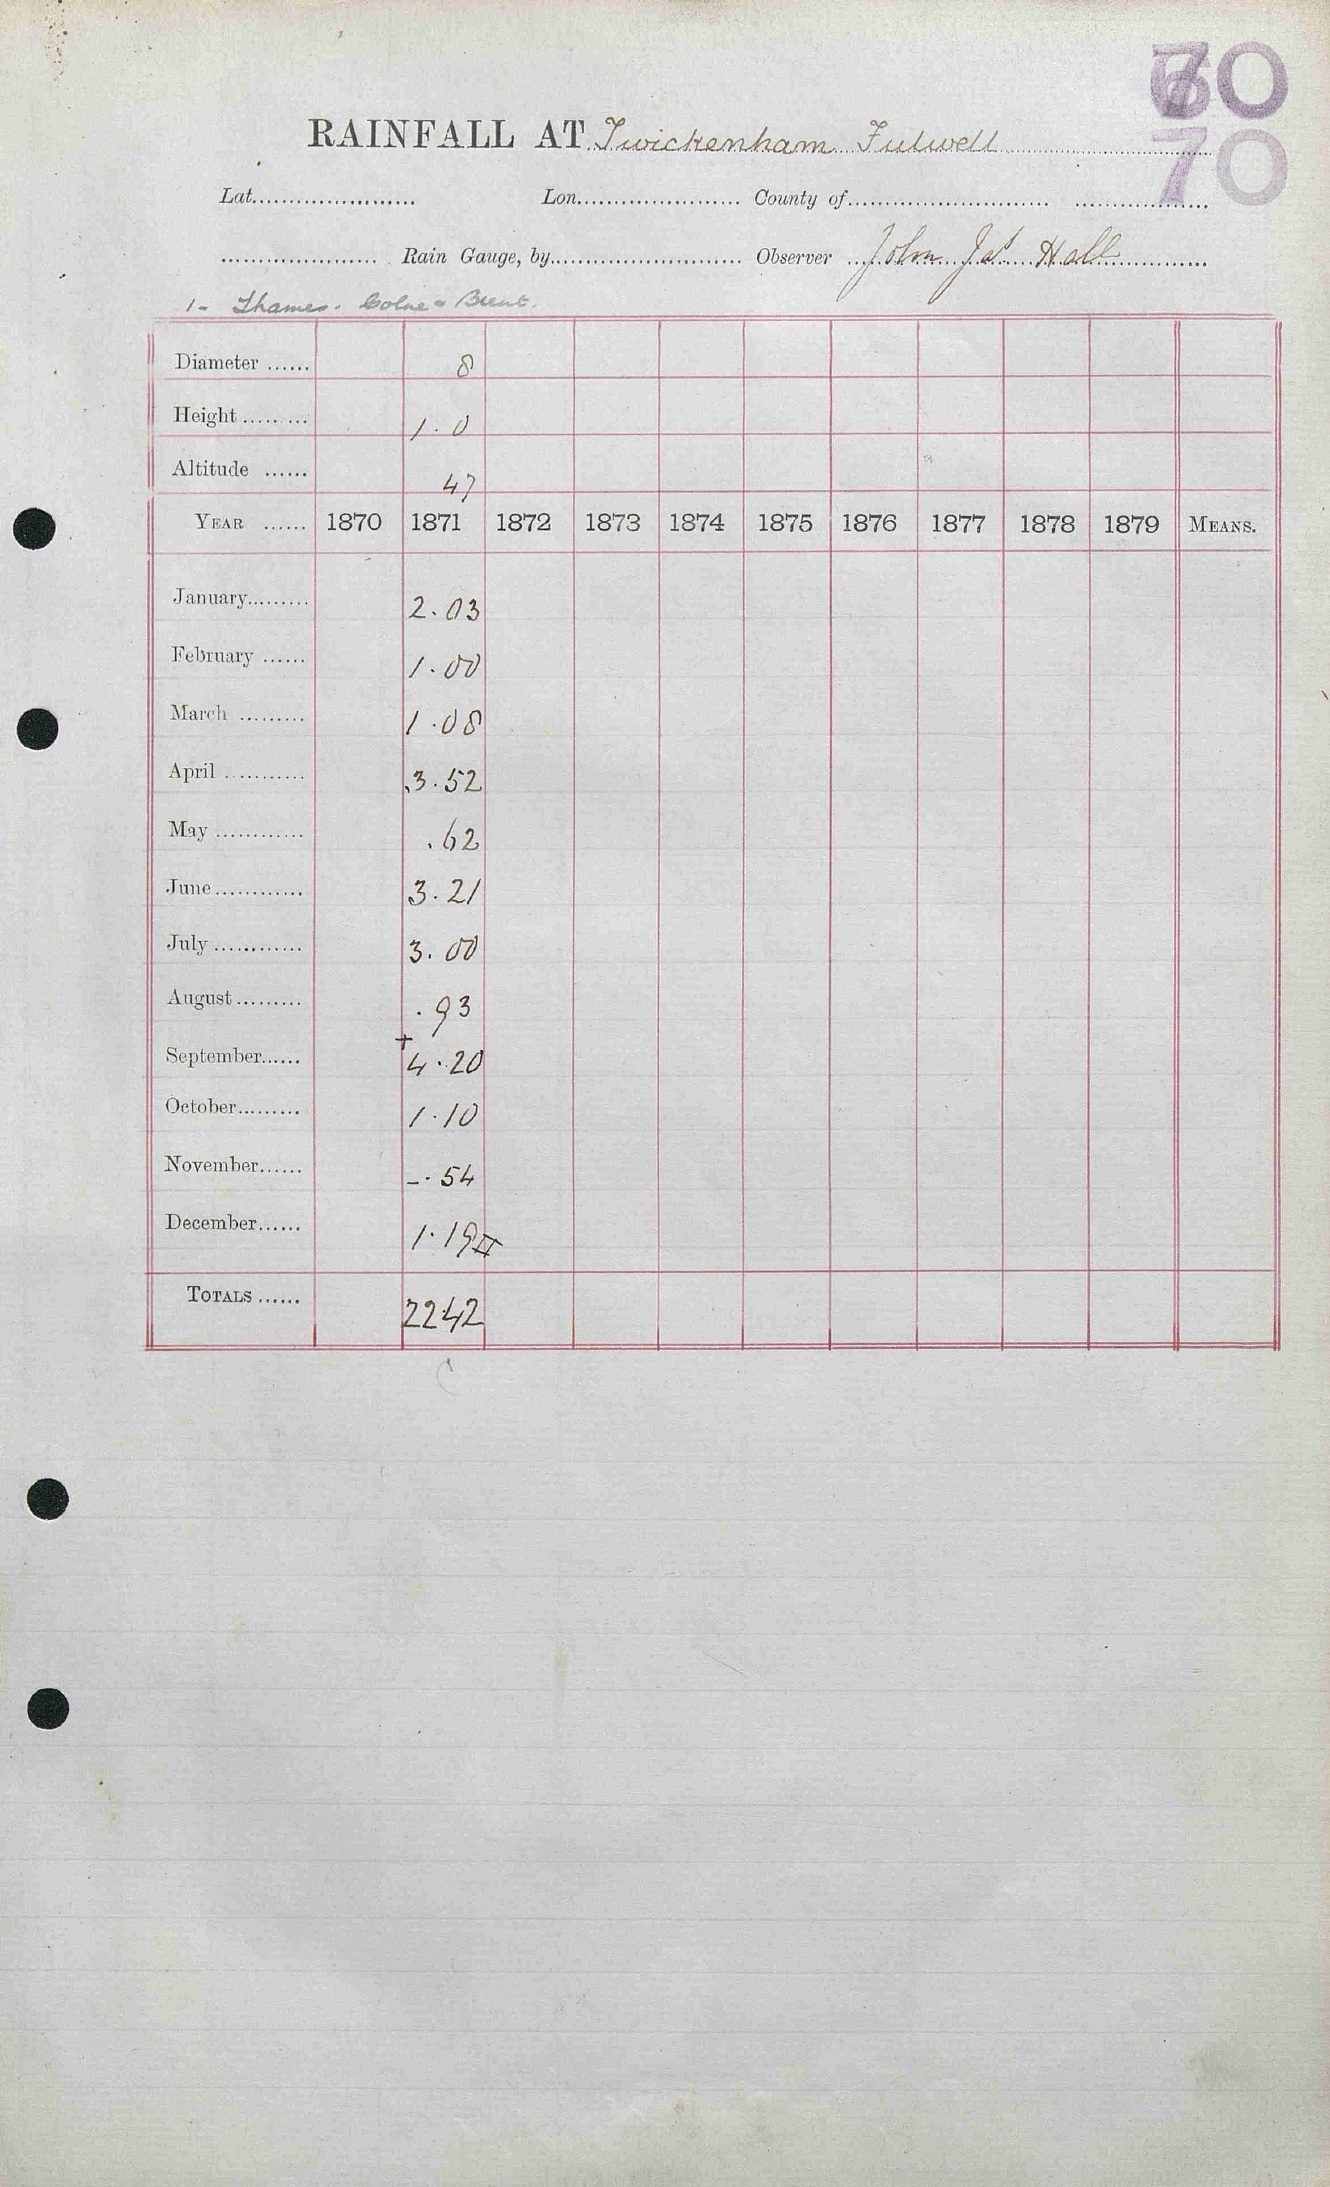 70
RAINFALL AT Twickenham Fulwell
70
Lat. Lon. County of
Rain Gauge, by Observer John Jas Hall
1- Thames. Colne & Brent.
Diameter 8
Height 1.0
Altitude 47
YEAR 1870 1871 1872 1873 1874 1875 1876 1877 1878 1879 MEANS.
January 2.03
February 1.00
March 1.08
April 3.52
May .62
June 3.21
July 3.00
August .93
September + 4.20
October 1.10
November -.54
December 1.19
TOTALS 22.42